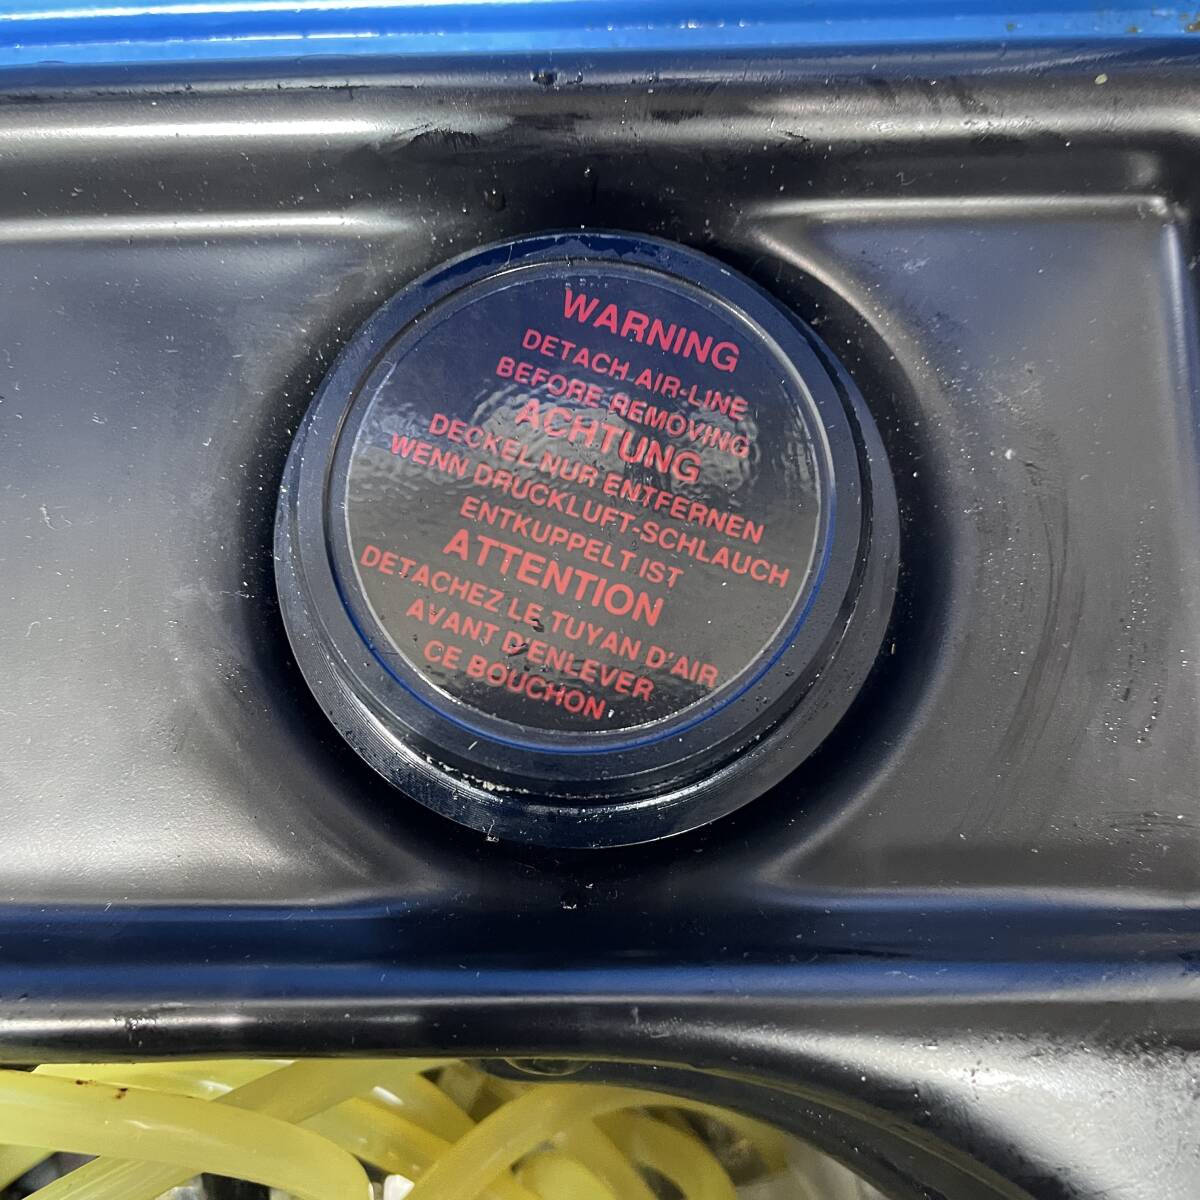 WARNING
DETACH AIR-LINE
BEFORE REMOVING
ACHTUNG
DECKEL NUR ENTFERNEN
WENN DRUCKLUFT-SCHLAUCH
ENTKUPPELT IST
ATTENTION
DETACHEZ LE TUYAN D'AIR
AVANT D'ENLEVER
CE BOUCHON